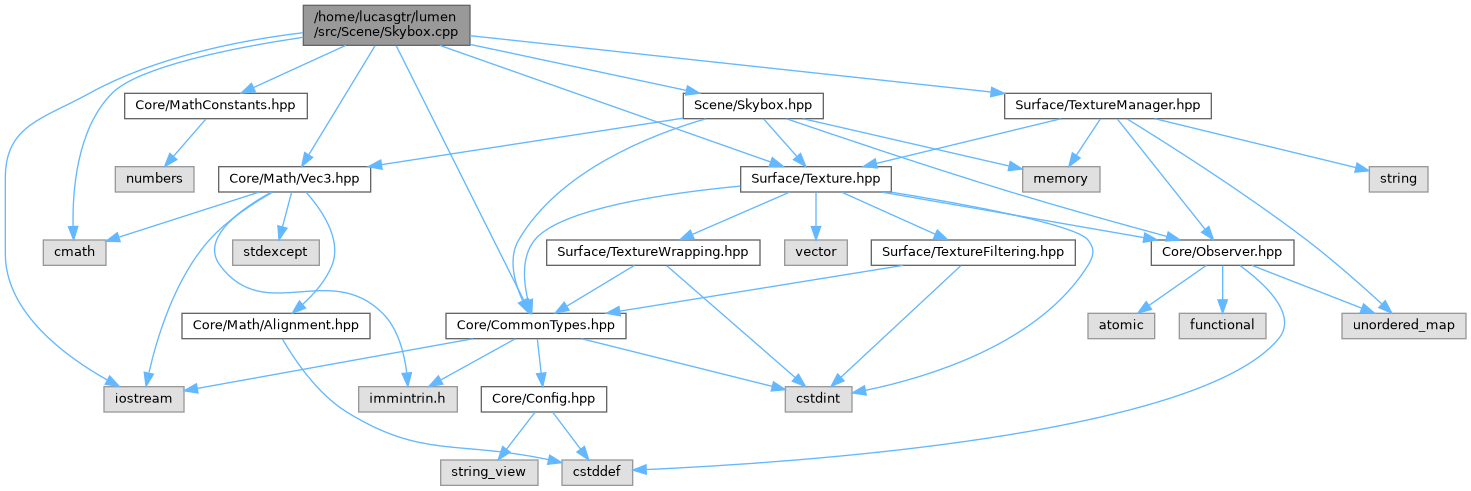 /home/lucasgtr/lumen
/src/Scene/Skybox.cpp
Core/MathConstants.hpp
Scene/Skybox.hpp
Surface/TextureManager.hpp
numbers
Core/Math/Vec3.hpp
Surface/Texture.hpp
memory
string
cmath
stdexcept
Surface/TextureWrapping.hpp
vector
Surface/TextureFiltering.hpp
Core/Observer.hpp
Core/Math/Alignment.hpp
Core/CommonTypes.hpp
atomic
functional
unordered_map
iostream
immintrin.h
Core/Config.hpp
cstdint
string_view
cstddef